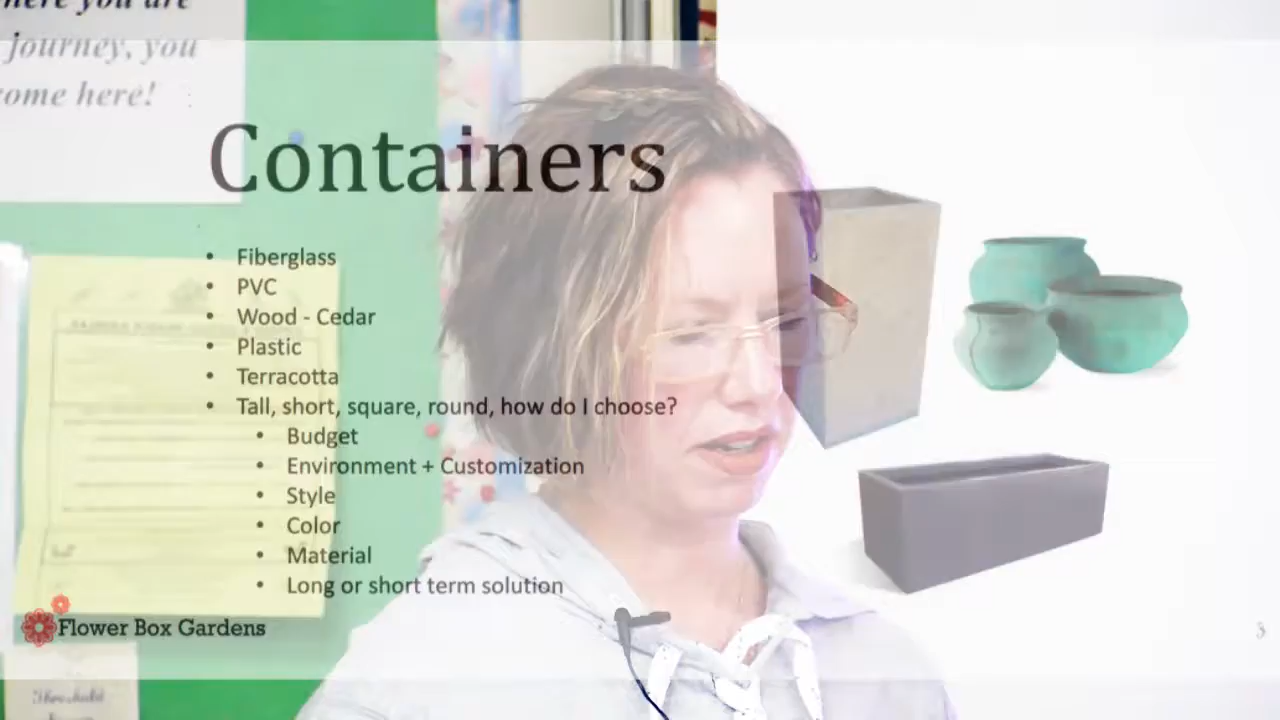 here you are
journey, you
come here!
Containers
• Fiberglass
• PVC
• Wood - Cedar
• Plastic
• Terracotta
• Tall, short, square, round, how do I choose?
• Budget
• Environment + Customization
• Style
• Color
• Material
• Long or short term solution
Flower Box Gardens
3